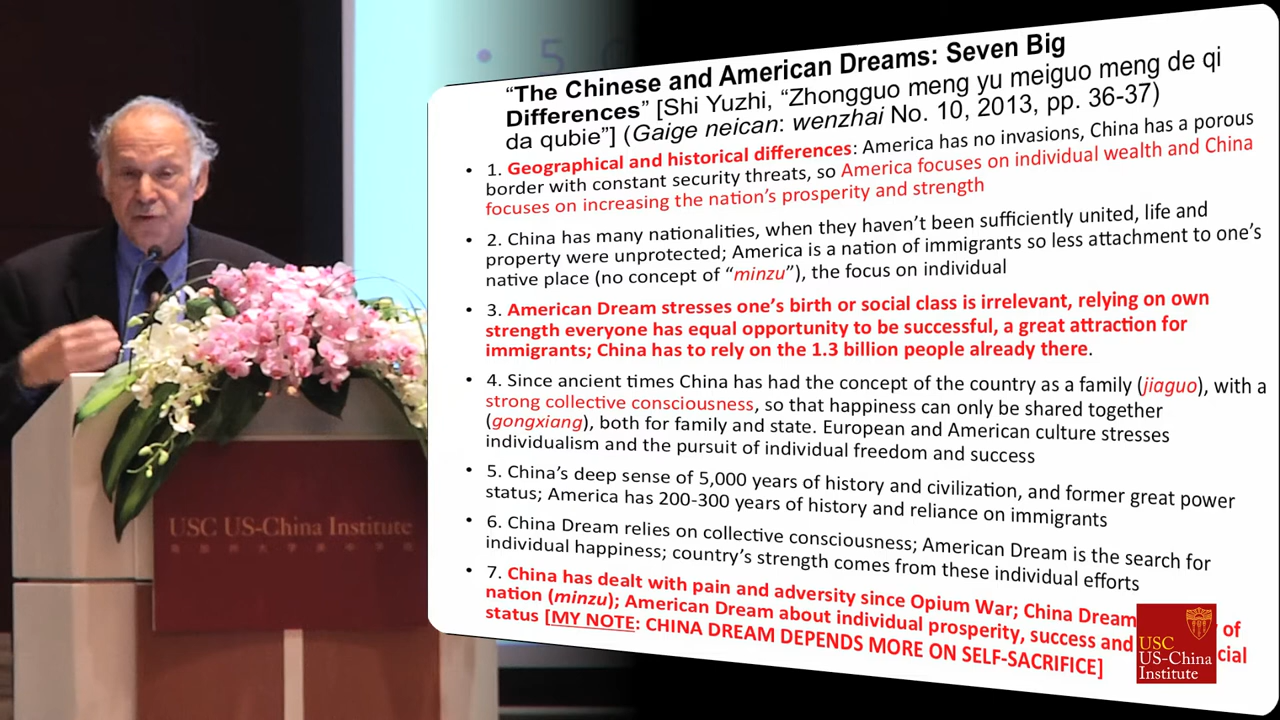 "The Chinese and American Dreams: Seven Big
Differences" [Shi Yuzhi, "Zhongguo meng yu meiguo meng de qi
da qubie"] (Gaige neican: wenzhai No. 10, 2013, pp. 36-37)
• 1. Geographical and historical differences: America has no invasions, China has a porous
border with constant security threats, so America focuses on individual wealth and China
focuses on increasing the nation's prosperity and strength
• 2. China has many nationalities, when they haven't been sufficiently united, life and
property were unprotected; America is a nation of immigrants so less attachment to one's
native place (no concept of "minzu"), the focus on individual
• 3. American Dream stresses one's birth or social class is irrelevant, relying on own
strength everyone has equal opportunity to be successful, a great attraction for
immigrants; China has to rely on the 1.3 billion people already there.
• 4. Since ancient times China has had the concept of the country as a family (jiaguo), with a
strong collective consciousness, so that happiness can only be shared together
(gongxiang), both for family and state. European and American culture stresses
individualism and the pursuit of individual freedom and success
• 5. China's deep sense of 5,000 years of history and civilization, and former great power
status; America has 200-300 years of history and reliance on immigrants
• 6. China Dream relies on collective consciousness; American Dream is the search for
individual happiness; country's strength comes from these individual efforts
• 7. China has dealt with pain and adversity since Opium War; China Dream of
nation (minzu); American Dream about individual prosperity, success and
status [MY NOTE: CHINA DREAM DEPENDS MORE ON SELF-SACRIFICE]
USC
US-China
Institute
• 5
USC US-China Institute